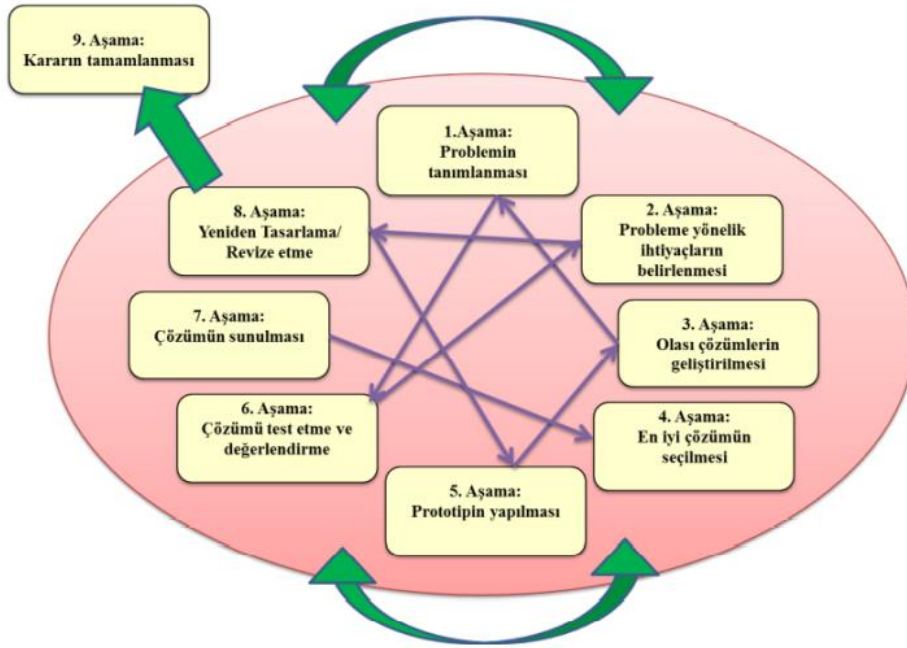 9. Aşama:
Kararın tamamlanması
1.Aşama:
Problemin
tanımlanması
2. Aşama:
Probleme yönelik
ihtiyaçların
belirlenmesi
3. Aşama:
Olası çözümlerin
geliştirilmesi
4. Aşama:
En iyi çözümün
seçilmesi
5. Aşama:
Prototipin yapılması
6. Aşama:
Çözümü test etme ve
değerlendirme
7. Aşama:
Çözümün sunulması
8. Aşama:
Yeniden Tasarlama/
Revize etme